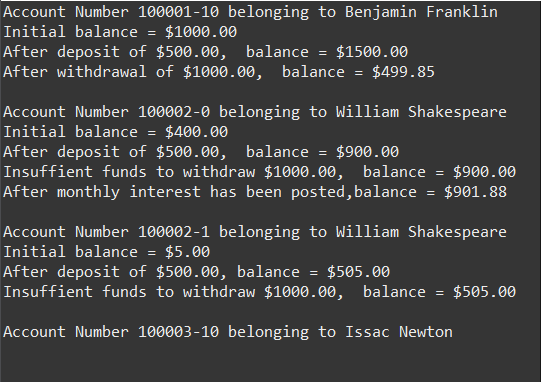 Account Number 100001-10 belonging to Benjamin Franklin
Initial balance = $1000.00
After deposit of $500.00,  balance = $1500.00
After withdrawal of $1000.00,  balance = $499.85
Account Number 100002-0 belonging to William Shakespeare
Initial balance = $400.00
After deposit of $500.00,  balance = $900.00
Insuffient funds to withdraw $1000.00,  balance = $900.00
After monthly interest has been posted,balance = $901.88
Account Number 100002-1 belonging to William Shakespeare
Initial balance = $5.00
After deposit of $500.00, balance = $505.00
Insuffient funds to withdraw $1000.00,  balance = $505.00
Account Number 100003-10 belonging to Issac Newton